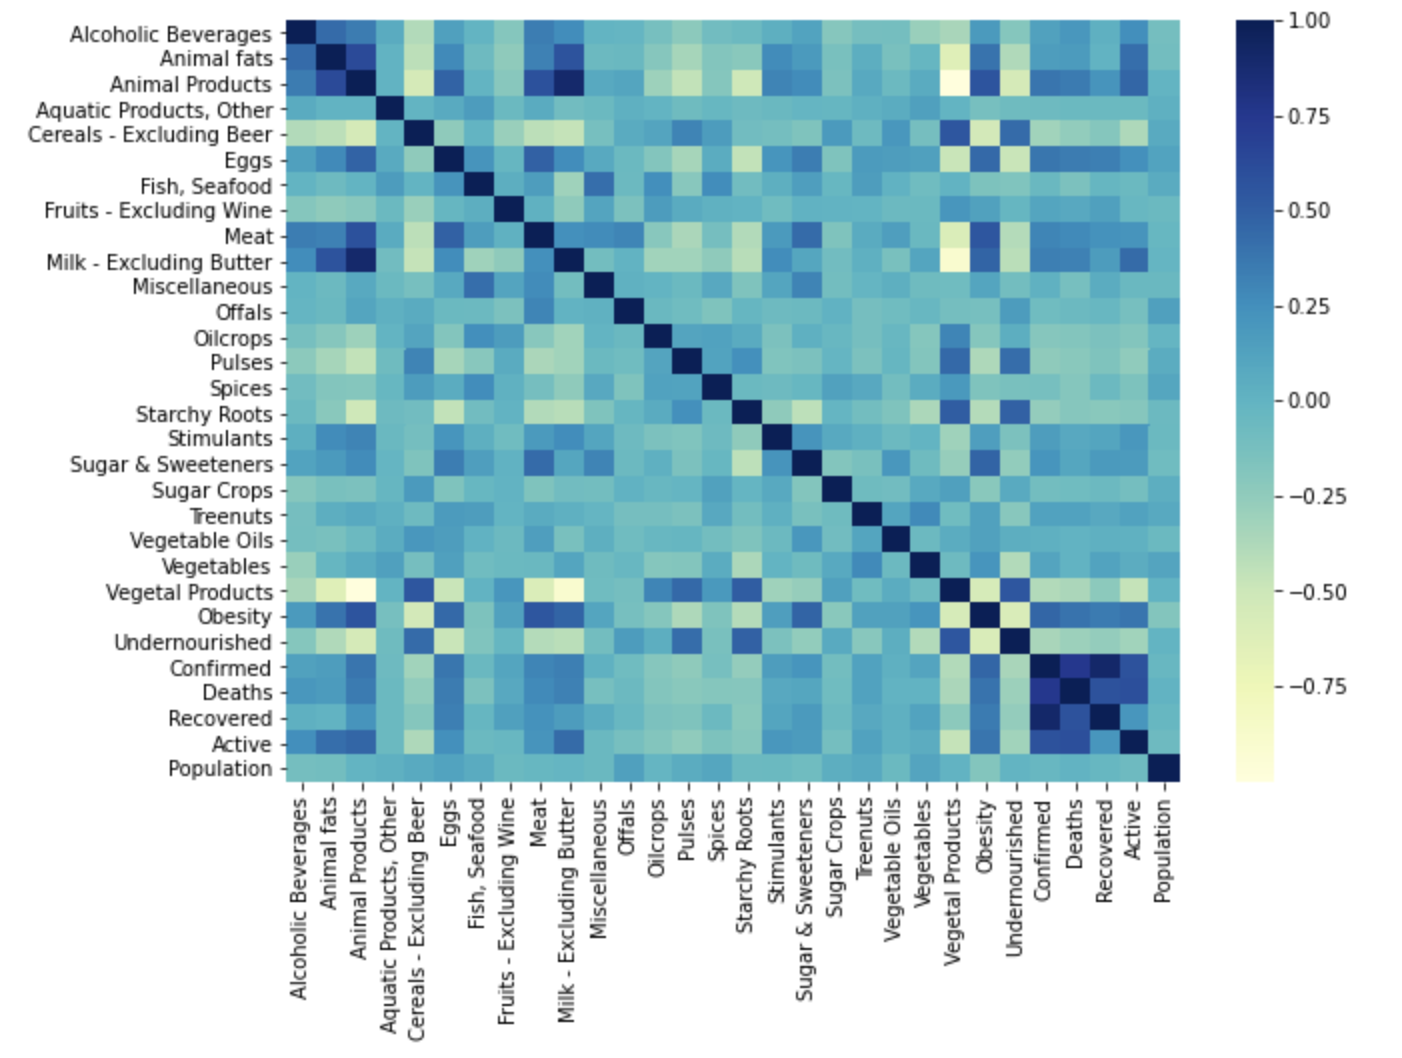 Alcoholic Beverages
Animal fats
Animal Products
Aquatic Products, Other
Cereals - Excluding Beer
Eggs
Fish, Seafood
Fruits - Excluding Wine
Meat
Milk - Excluding Butter
Miscellaneous
Offals
Oilcrops
Pulses
Spices
Starchy Roots
Stimulants
Sugar & Sweeteners
Sugar Crops
Treenuts
Vegetable Oils
Vegetables
Vegetal Products
Obesity
Undernourished
Confirmed
Deaths
Recovered
Active
Population
Alcoholic Beverages
Animal fats
Animal Products
Aquatic Products, Other
Cereals - Excluding Beer
Eggs
Fish, Seafood
Fruits - Excluding Wine
Meat
Milk - Excluding Butter
Miscellaneous
Offals
Oilcrops
Pulses
Spices
Starchy Roots
Stimulants
Sugar & Sweeteners
Sugar Crops
Treenuts
Vegetable Oils
Vegetables
Vegetal Products
Obesity
Undernourished
Confirmed
Deaths
Recovered
Active
Population
1.00
0.75
0.50
0.25
0.00
−0.25
−0.50
−0.75